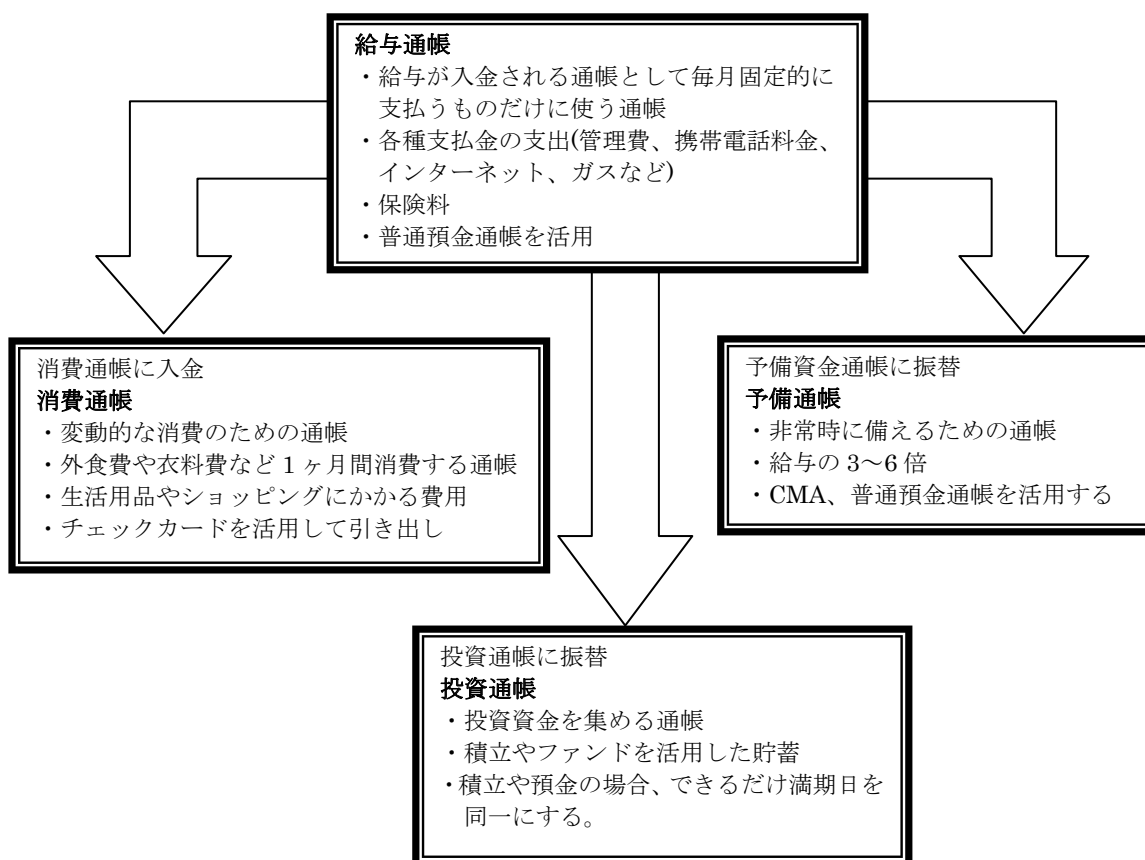 給与通帳
・給与が入金される通帳として毎月固定的に
支払うものだけに使う通帳
・各種支払金の支出(管理費、携帯電話料金、
インターネット、ガスなど)
・保険料
・普通預金通帳を活用
消費通帳に入金
消費通帳
・変動的な消費のための通帳
・外食費や衣料費など 1 ヶ月間消費する通帳
・生活用品やショッピングにかかる費用
・チェックカードを活用して引き出し
予備資金通帳に振替
予備通帳
・非常時に備えるための通帳
・給与の 3～6 倍
・CMA、普通預金通帳を活用する
投資通帳に振替
投資通帳
・投資資金を集める通帳
・積立やファンドを活用した貯蓄
・積立や預金の場合、できるだけ満期日を
同一にする。